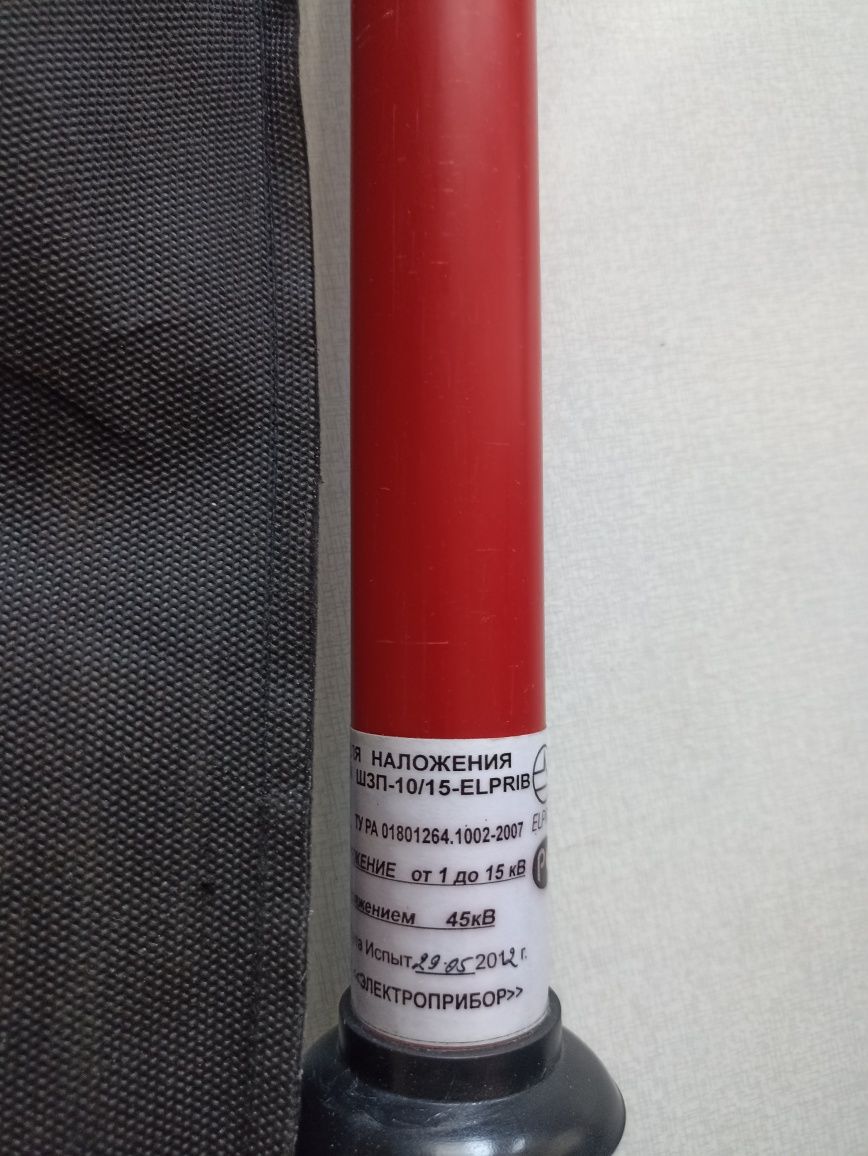 НАЛОЖЕНИЯ
ШЗП-10/15-ELPRIB
ТУ РА 01801264.1002-2007
от 1 до 15 кВ
45кВ
Испыт. 29.05 2012 г.
<<ЭЛЕКТРОПРИБОР>>